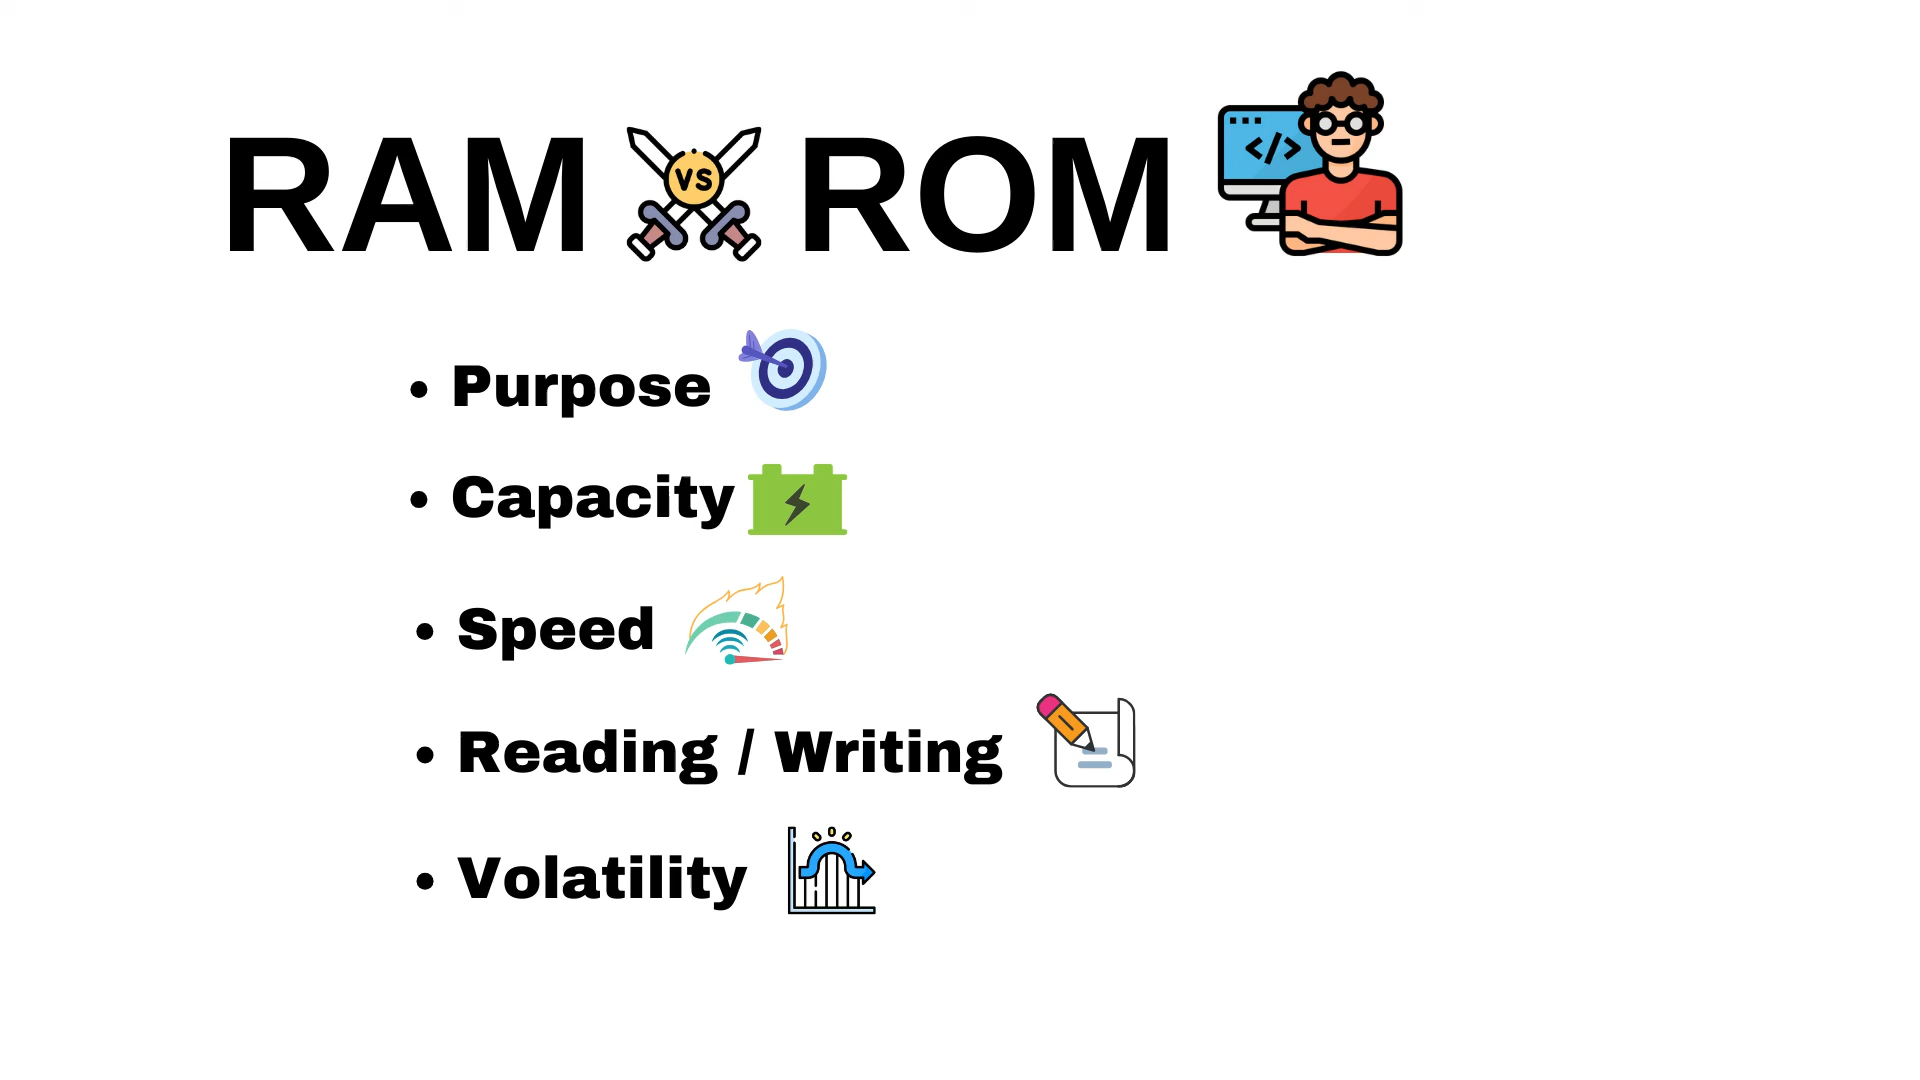 RAM VS ROM
</>
• Purpose
• Capacity
• Speed
• Reading / Writing
• Volatility